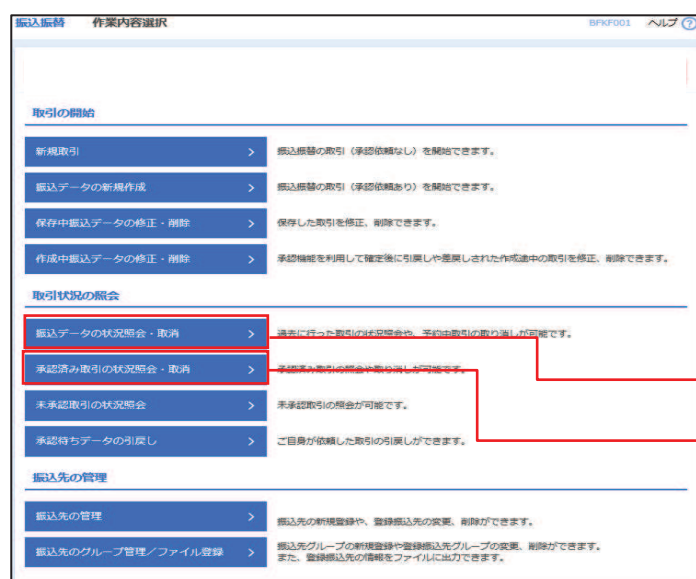 振込振替 作業内容選択 BFKF001 ヘルプ ?
取引の開始
新規取引 > 振込振替の取引（承認依頼なし）を開始できます。
振込データの新規作成 > 振込振替の取引（承認依頼あり）を開始できます。
保存中振込データの修正・削除 > 保存した取引を修正、削除できます。
作成中振込データの修正・削除 > 承認機能を利用して確定後に引戻しや差戻しされた作成途中の取引を修正、削除できます。
取引状況の照会
振込データの状況照会・取消 > 過去に行った取引の状況照会や、予約中取引の取り消しが可能です。
承認済み取引の状況照会・取消 > 承認済み取引の照会や取り消しが可能です。
未承認取引の状況照会 > 未承認取引の照会が可能です。
承認待ちデータの引戻し > ご自身が依頼した取引の引戻しができます。
振込先の管理
振込先の管理 > 振込先の新規登録や、登録振込先の変更、削除ができます。
振込先のグループ管理／ファイル登録 > 振込先グループの新規登録や登録振込先グループの変更、削除ができます。
また、登録振込先の情報をファイルに出力できます。